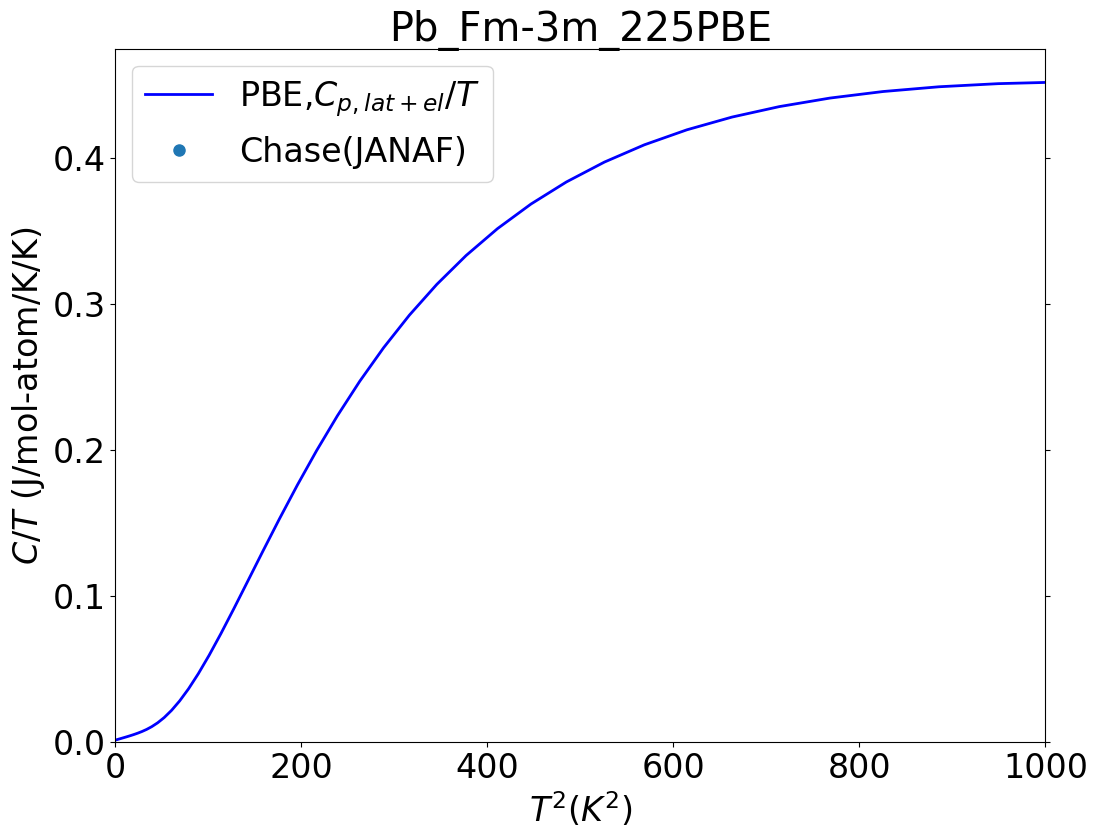 Pb_Fm-3m_225PBE
PBE,$C_{p, lat+el}/T$
Chase(JANAF)
0.4
0.3
0.2
0.1
0.0
$C/T$ (J/mol-atom/K/K)
0 200 400 600 800 1000
$T^2(K^2)$